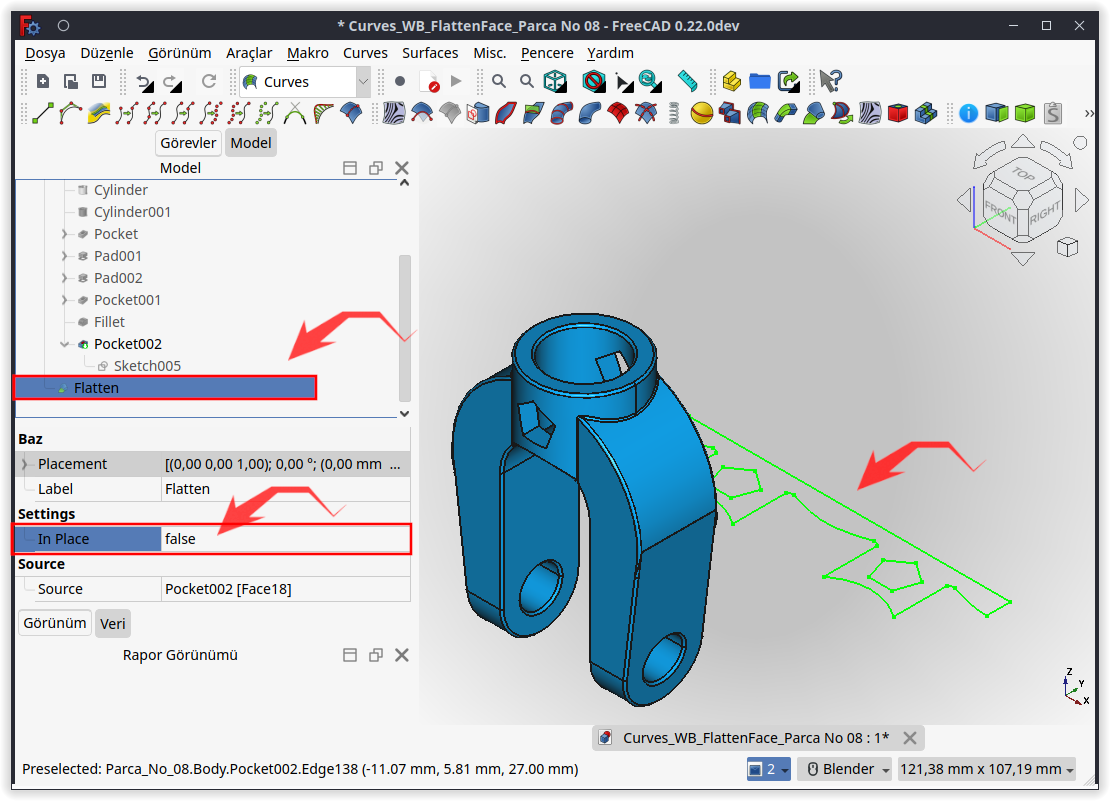 * Curves_WB_FlattenFace_Parca No 08 - FreeCAD 0.22.0dev
Dosya Düzenle Görünüm Araçlar Makro Curves Surfaces Misc. Pencere Yardım
Curves
Görevler Model
Model
Cylinder
Cylinder001
Pocket
Pad001
Pad002
Pocket001
Fillet
Pocket002
Sketch005
Flatten
TOP
FRONT
RIGHT
Baz
Placement [(0,00 0,00 1,00); 0,00 °; (0,00 mm ...
Label Flatten
Settings
In Place false
Source
Source Pocket002 [Face18]
Görünüm Veri
Rapor Görünümü
Z
Y
X
Curves_WB_FlattenFace_Parca No 08 : 1*
Preselected: Parca_No_08.Body.Pocket002.Edge138 (-11.07 mm, 5.81 mm, 27.00 mm)
2 Blender 121,38 mm x 107,19 mm